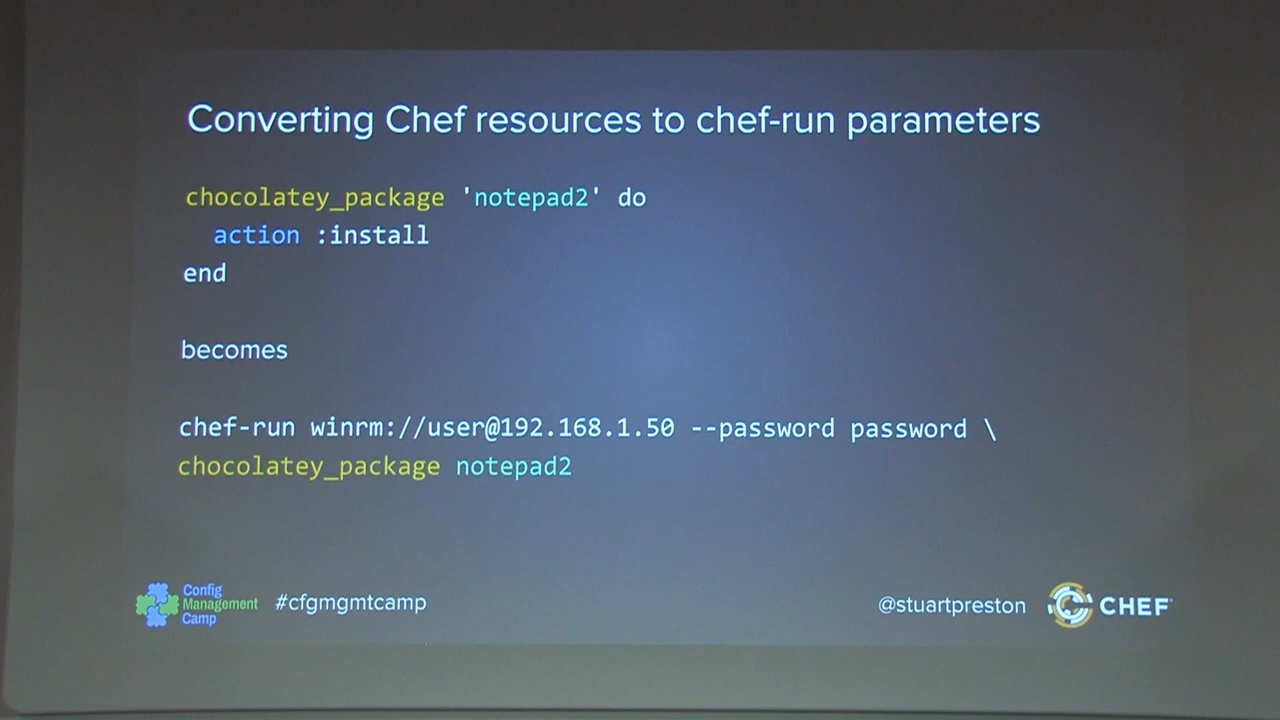 Converting Chef resources to chef-run parameters
chocolatey_package 'notepad2' do
action :install
end
becomes
chef-run winrm://user@192.168.1.50 --password password \
chocolatey_package notepad2
Config
Management
Camp
#cfgmgmtcamp
@stuartpreston
CHEF